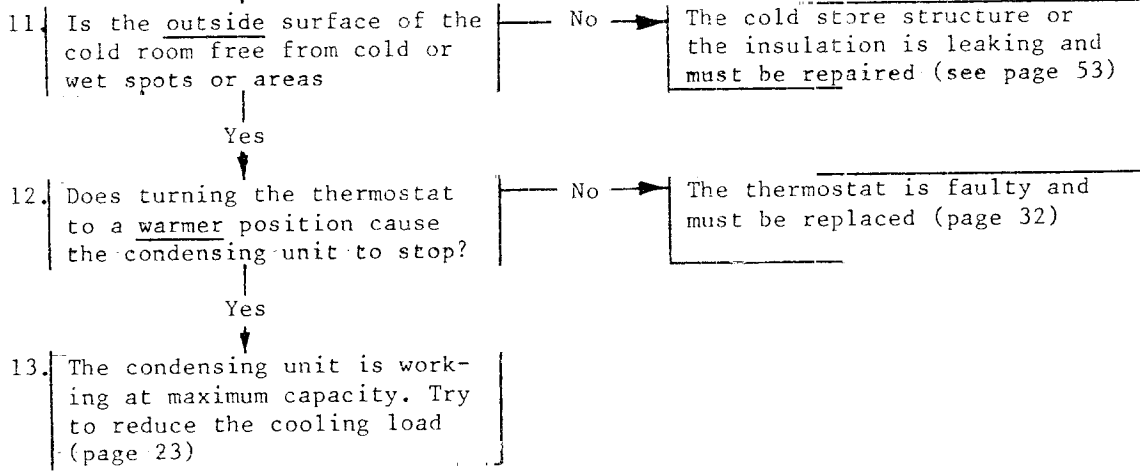 11. Is the outside surface of the
cold room free from cold or
wet spots or areas
No
The cold store structure or
the insulation is leaking and
must be repaired (see page 53)
Yes
12. Does turning the thermostat
to a warmer position cause
the condensing unit to stop?
No
The thermostat is faulty and
must be replaced (page 32)
Yes
13. The condensing unit is work-
ing at maximum capacity. Try
to reduce the cooling load
(page 23)